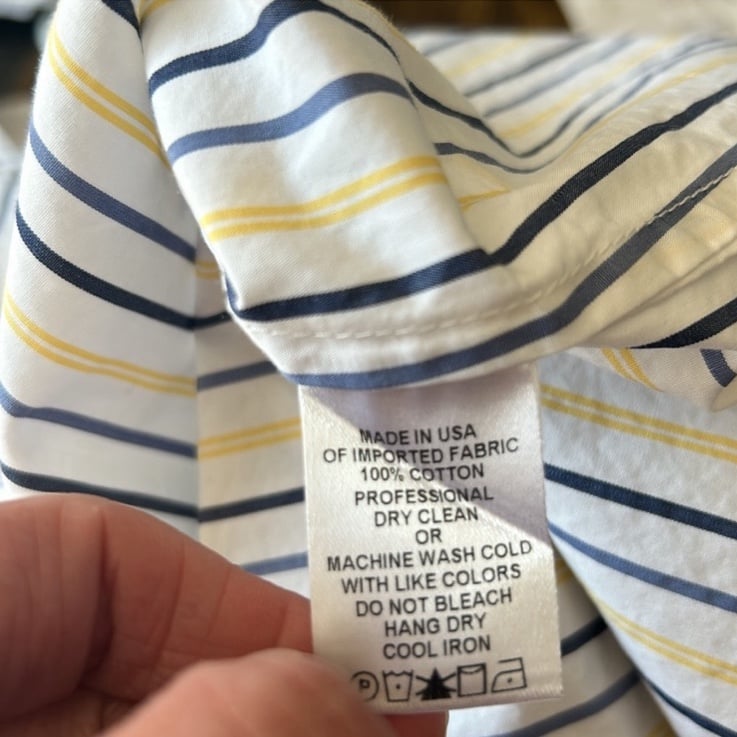 MADE IN USA
OF IMPORTED FABRIC
100% COTTON
PROFESSIONAL
DRY CLEAN
OR
MACHINE WASH COLD
WITH LIKE COLORS
DO NOT BLEACH
HANG DRY
COOL IRON
P